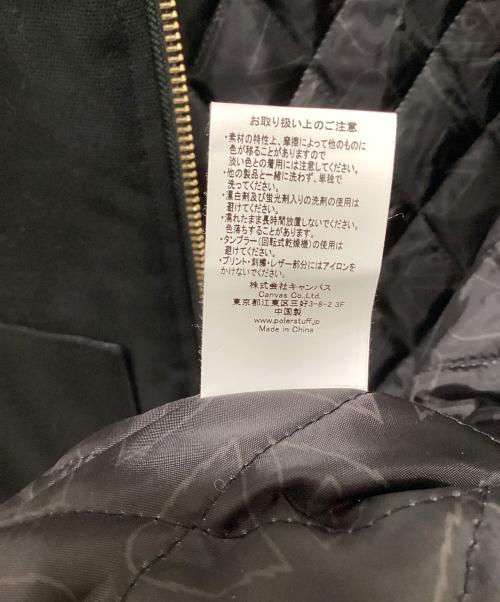 お取り扱い上のご注意
・素材の特性上、摩擦によって他のものに
色が移ることがありますので
淡い色との着用には注意してください。
・他の製品と一緒に洗わず、単独で
洗ってください。
・漂白剤及び蛍光剤入りの洗剤の使用は
避けてください。
・濡れたまま長時間放置しないでください。
色落ちすることがあります。
・タンブラー(回転式乾燥機)の使用は
避けてください。
・プリント・刺繍・レザー部分にはアイロンを
かけないでください。
株式会社キャンバス
Canvas Co.Ltd.
東京都江東区三好3-8-2 3F
中国製
www.polerstuff.jp
Made in China